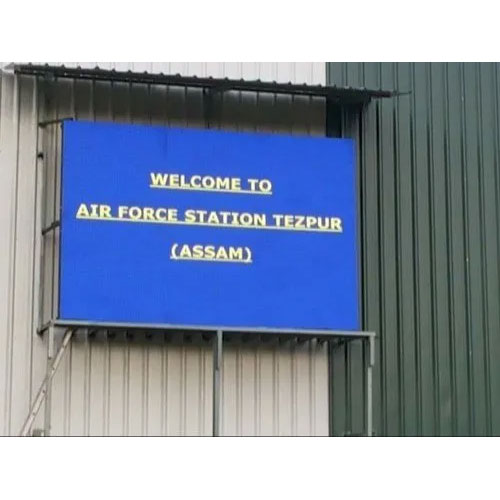 WELCOME TO
AIR FORCE STATION TEZPUR
(ASSAM)